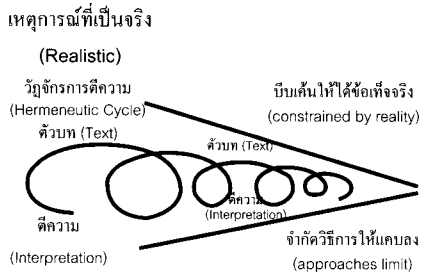 เหตุการณ์ที่เป็นจริง
(Realistic)
วัฏจักรการตีความ
(Hermeneutic Cycle)
ตัวบท (Text)
บีบเค้นให้ได้ข้อเท็จจริง
(constrained by reality)
ตัวบท (Text)
ตีความ
(Interpretation)
ตีความ
(Interpretation)
จำกัดวิธีการให้แคบลง
(approaches limit)